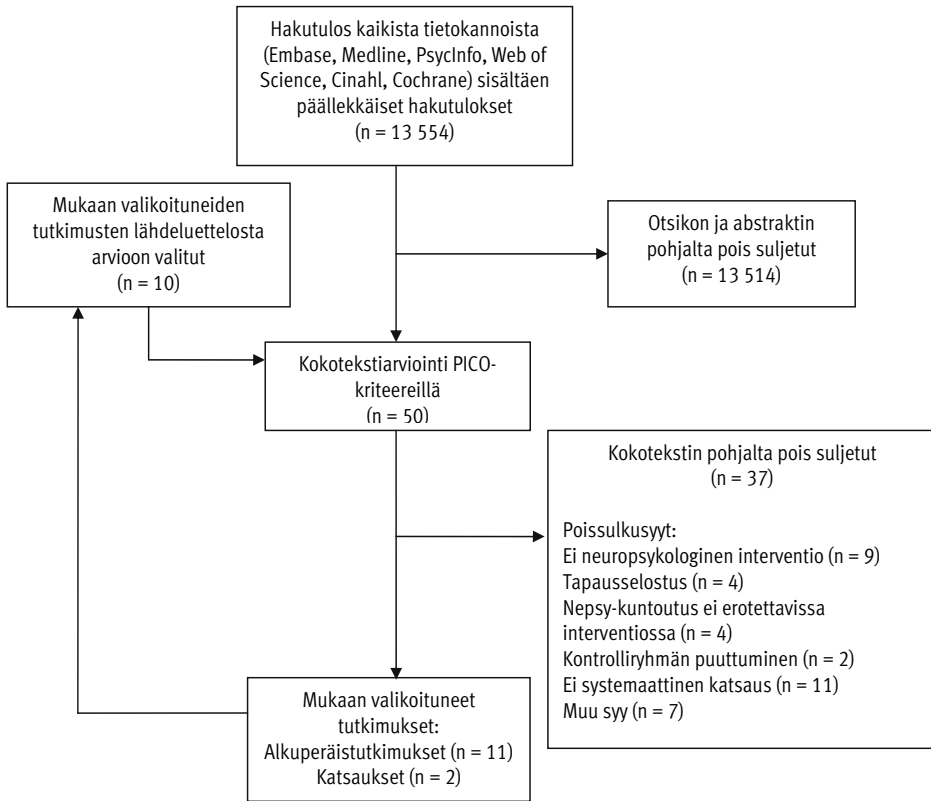 Hakutulos kaikista tietokannoista
(Embase, Medline, PsycInfo, Web of
Science, Cinahl, Cochrane) sisältäen
päällekkäiset hakutulokset
(n = 13 554)
Mukaan valikoituneiden
tutkimusten lähdeluettelosta
arvioon valitut
(n = 10)
Otsikon ja abstraktin
pohjalta pois suljetut
(n = 13 514)
Kokotekstiarviointi PICO-
kriteereillä
(n = 50)
Kokotekstin pohjalta pois suljetut
(n = 37)
Poissulkusyyt:
Ei neuropsykologinen interventio (n = 9)
Tapausselostus (n = 4)
Nepsy-kuntoutus ei erotettavissa
interventiossa (n = 4)
Kontrolliryhmän puuttuminen (n = 2)
Ei systemaattinen katsaus (n = 11)
Muu syy (n = 7)
Mukaan valikoituneet
tutkimukset:
Alkuperäistutkimukset (n = 11)
Katsaukset (n = 2)